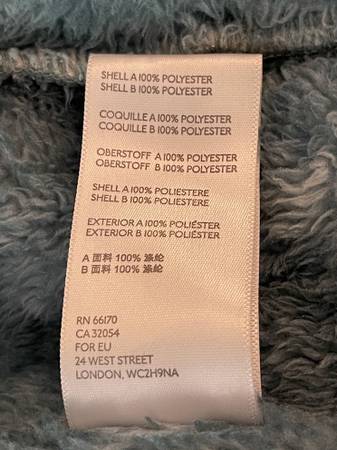 SHELL A 100% POLYESTER
SHELL B 100% POLYESTER
COQUILLE A 100% POLYESTER
COQUILLE B 100% POLYESTER
OBERSTOFF A 100% POLYESTER
OBERSTOFF B 100% POLYESTER
SHELL A 100% POLIESTERE
SHELL B 100% POLIESTERE
EXTERIOR A 100% POLIÉSTER
EXTERIOR B 100% POLIÉSTER
A 面料 100% 涤纶
B 面料 100% 涤纶
RN 66170
CA 32054
FOR EU
24 WEST STREET
LONDON, WC2H9NA